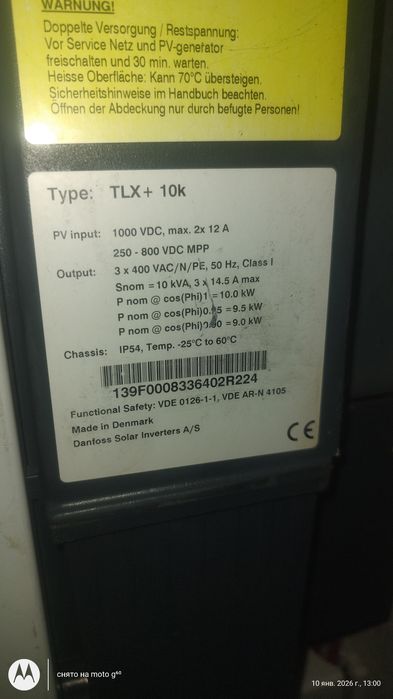 WARNUNG!
Doppelte Versorgung / Restspannung:
Vor Service Netz und PV-generator
freischalten und 30 min. warten.
Heisse Oberfläche: Kann 70°C übersteigen.
Sicherheitshinweise im Handbuch beachten.
Öffnen der Abdeckung nur durch befugte Personen!
Type: TLX+ 10k
PV input: 1000 VDC, max. 2x 12 A
250 - 800 VDC MPP
Output: 3 x 400 VAC/N/PE, 50 Hz, Class I
Snom = 10 kVA, 3 x 14.5 A max
P nom @ cos(Phi)1 = 10.0 kW
P nom @ cos(Phi)0.95 = 9.5 kW
P nom @ cos(Phi)0.90 = 9.0 kW
Chassis: IP54, Temp. -25°C to 60°C
139F0008336402R224
Functional Safety: VDE 0126-1-1, VDE AR-N 4105
Made in Denmark
Danfoss Solar Inverters A/S
CE
снято на moto g⁶⁰
10 янв. 2026 г., 13:00